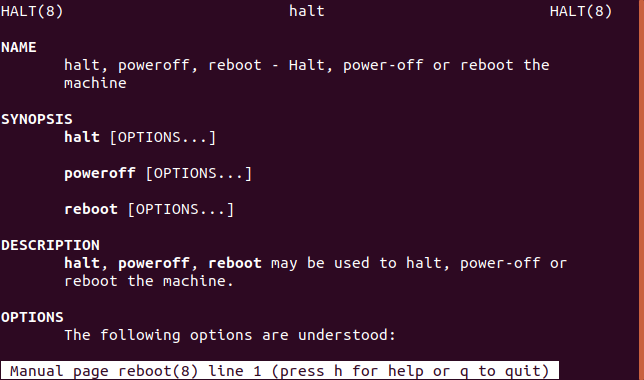 HALT(8) halt HALT(8)
NAME
halt, poweroff, reboot - Halt, power-off or reboot the
machine
SYNOPSIS
halt [OPTIONS...]
poweroff [OPTIONS...]
reboot [OPTIONS...]
DESCRIPTION
halt, poweroff, reboot may be used to halt, power-off or
reboot the machine.
OPTIONS
The following options are understood:
Manual page reboot(8) line 1 (press h for help or q to quit)